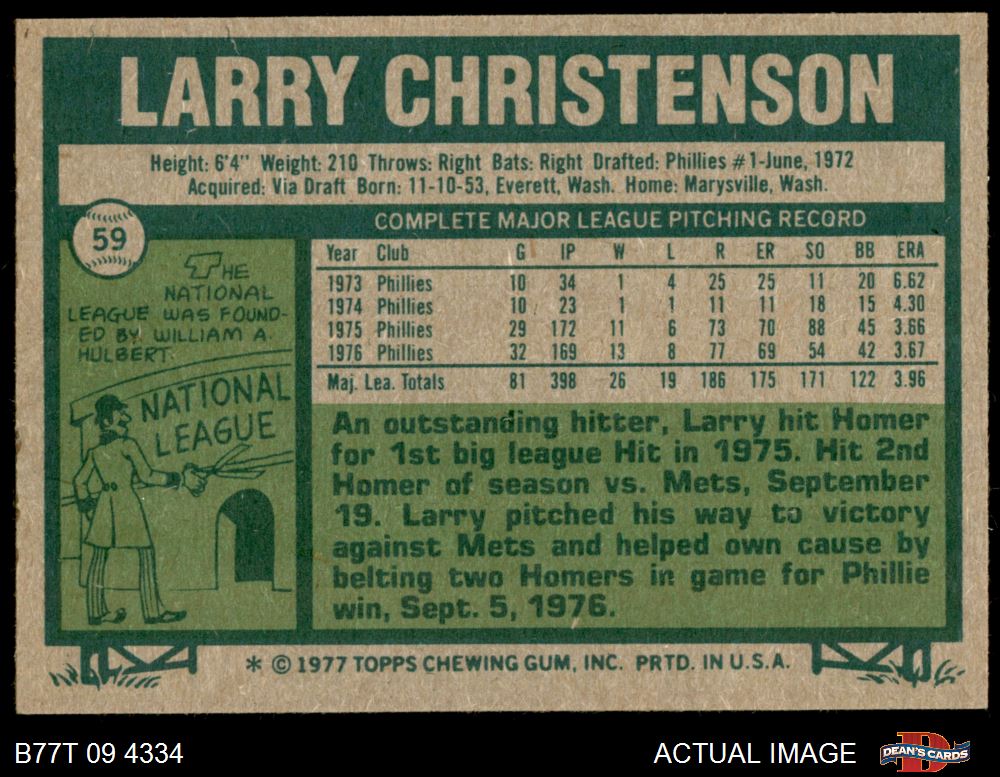 LARRY CHRISTENSON
Height: 6'4" Weight: 210 Throws: Right Bats: Right Drafted: Phillies #1-June, 1972
Acquired: Via Draft Born: 11-10-53, Everett, Wash. Home: Marysville, Wash.
59
THE
NATIONAL
LEAGUE WAS FOUND-
ED BY WILLIAM A.
HULBERT.
NATIONAL
LEAGUE
COMPLETE MAJOR LEAGUE PITCHING RECORD
Year Club G IP W L R ER SO BB ERA
1973 Phillies 10 34 1 4 25 25 11 20 6.62
1974 Phillies 10 23 1 1 11 11 18 15 4.30
1975 Phillies 29 172 11 6 73 70 88 45 3.66
1976 Phillies 32 169 13 8 77 69 54 42 3.67
Maj. Lea. Totals 81 398 26 19 186 175 171 122 3.96
An outstanding hitter, Larry hit Homer
for 1st big league Hit in 1975. Hit 2nd
Homer of season vs. Mets, September
19. Larry pitched his way to victory
against Mets and helped own cause by
belting two Homers in game for Phillie
win, Sept. 5, 1976.
* © 1977 TOPPS CHEWING GUM, INC. PRTD. IN U.S.A.
B77T 09 4334
ACTUAL IMAGE
D
DEAN'S CARDS